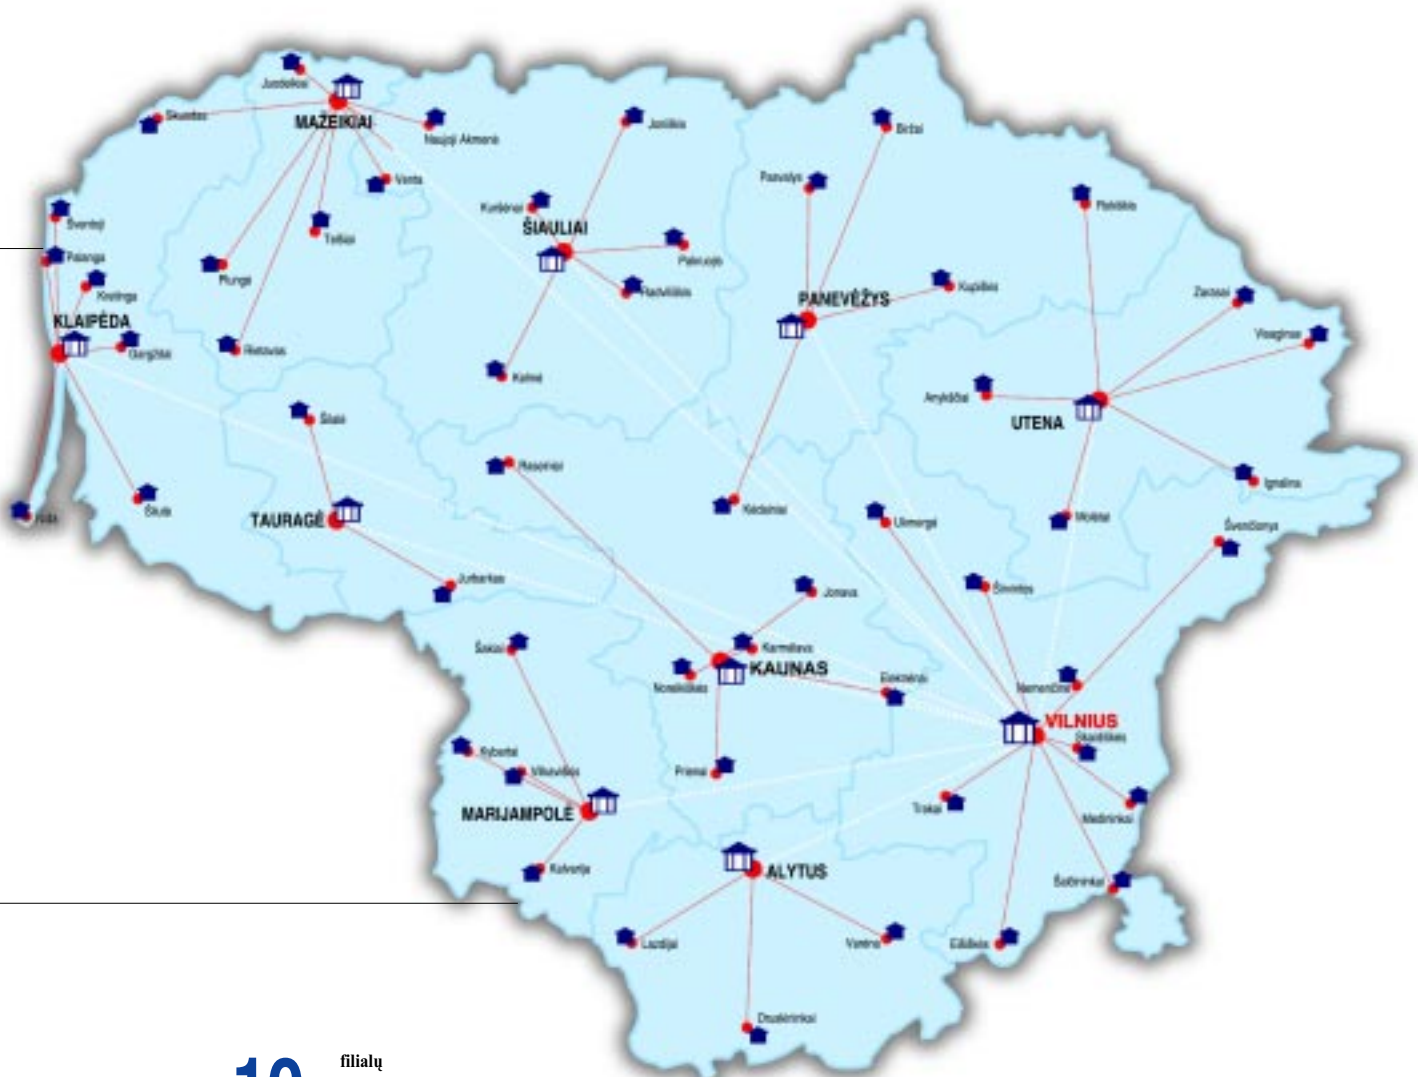 Juodeikiai
Skuodas
MAŽEIKIAI
Naujoji Akmenė
Joniškis
Biržai
Venta
Pasvalys
Rokiškis
Kuršėnai
Šventoji
ŠIAULIAI
Telšiai
Palanga
Pakruojis
Plungė
Kretinga
Radviliškis
Kupiškis
Zarasai
PANEVĖŽYS
KLAIPĖDA
Visaginas
Gargždai
Rietavas
Kelmė
Anykščiai
UTENA
Raseiniai
Ignalina
Kėdainiai
Šilutė
Nida
TAURAGĖ
Ukmergė
Molėtai
Švenčionys
Jurbarkas
Širvintos
Jonava
Šakiai
Karmėlava
KAUNAS
Elektrėnai
Noreikiškės
Nemenčinė
VILNIUS
Skaidiškės
Kybartai
Vilkaviškis
Prienai
MARIJAMPOLĖ
Trakai
Medininkai
Kalvarija
ALYTUS
Šalčininkai
Lazdijai
Varėna
Eišiškės
Druskininkai
10
filialų